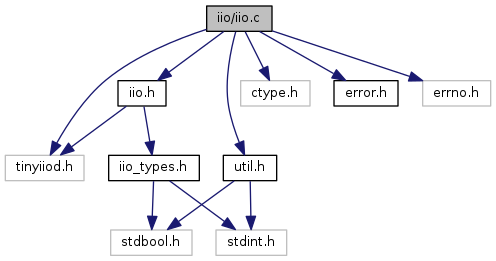 iio/iio.c
iio.h
ctype.h
error.h
errno.h
tinyiiod.h
iio_types.h
util.h
stdbool.h
stdint.h